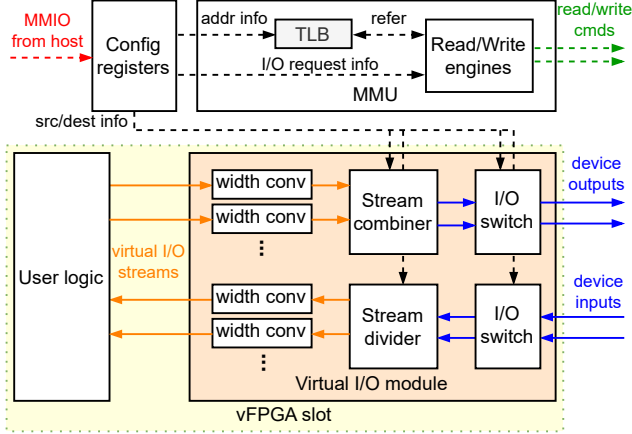 MMIO
from host
Config
registers
addr info
TLB
refer
I/O request info
Read/Write
engines
MMU
read/write
cmds
src/dest info
User logic
virtual I/O
streams
width conv
width conv
...
Stream
combiner
I/O
switch
device
outputs
width conv
width conv
...
Stream
divider
I/O
switch
device
inputs
Virtual I/O module
vFPGA slot